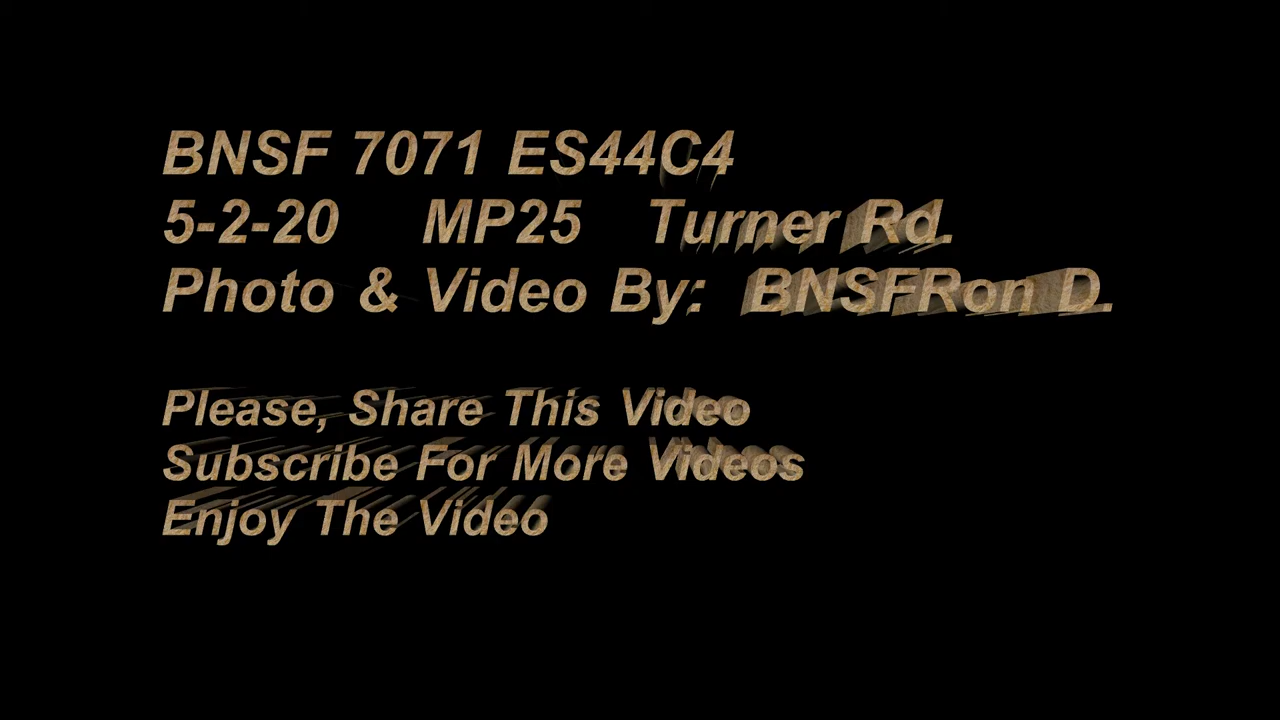 BNSF 7071 ES44C4
5-2-20 MP25 Turner Rd.
Photo & Video By: BNSFRon D.
Please, Share This Video
Subscribe For More Videos
Enjoy The Video